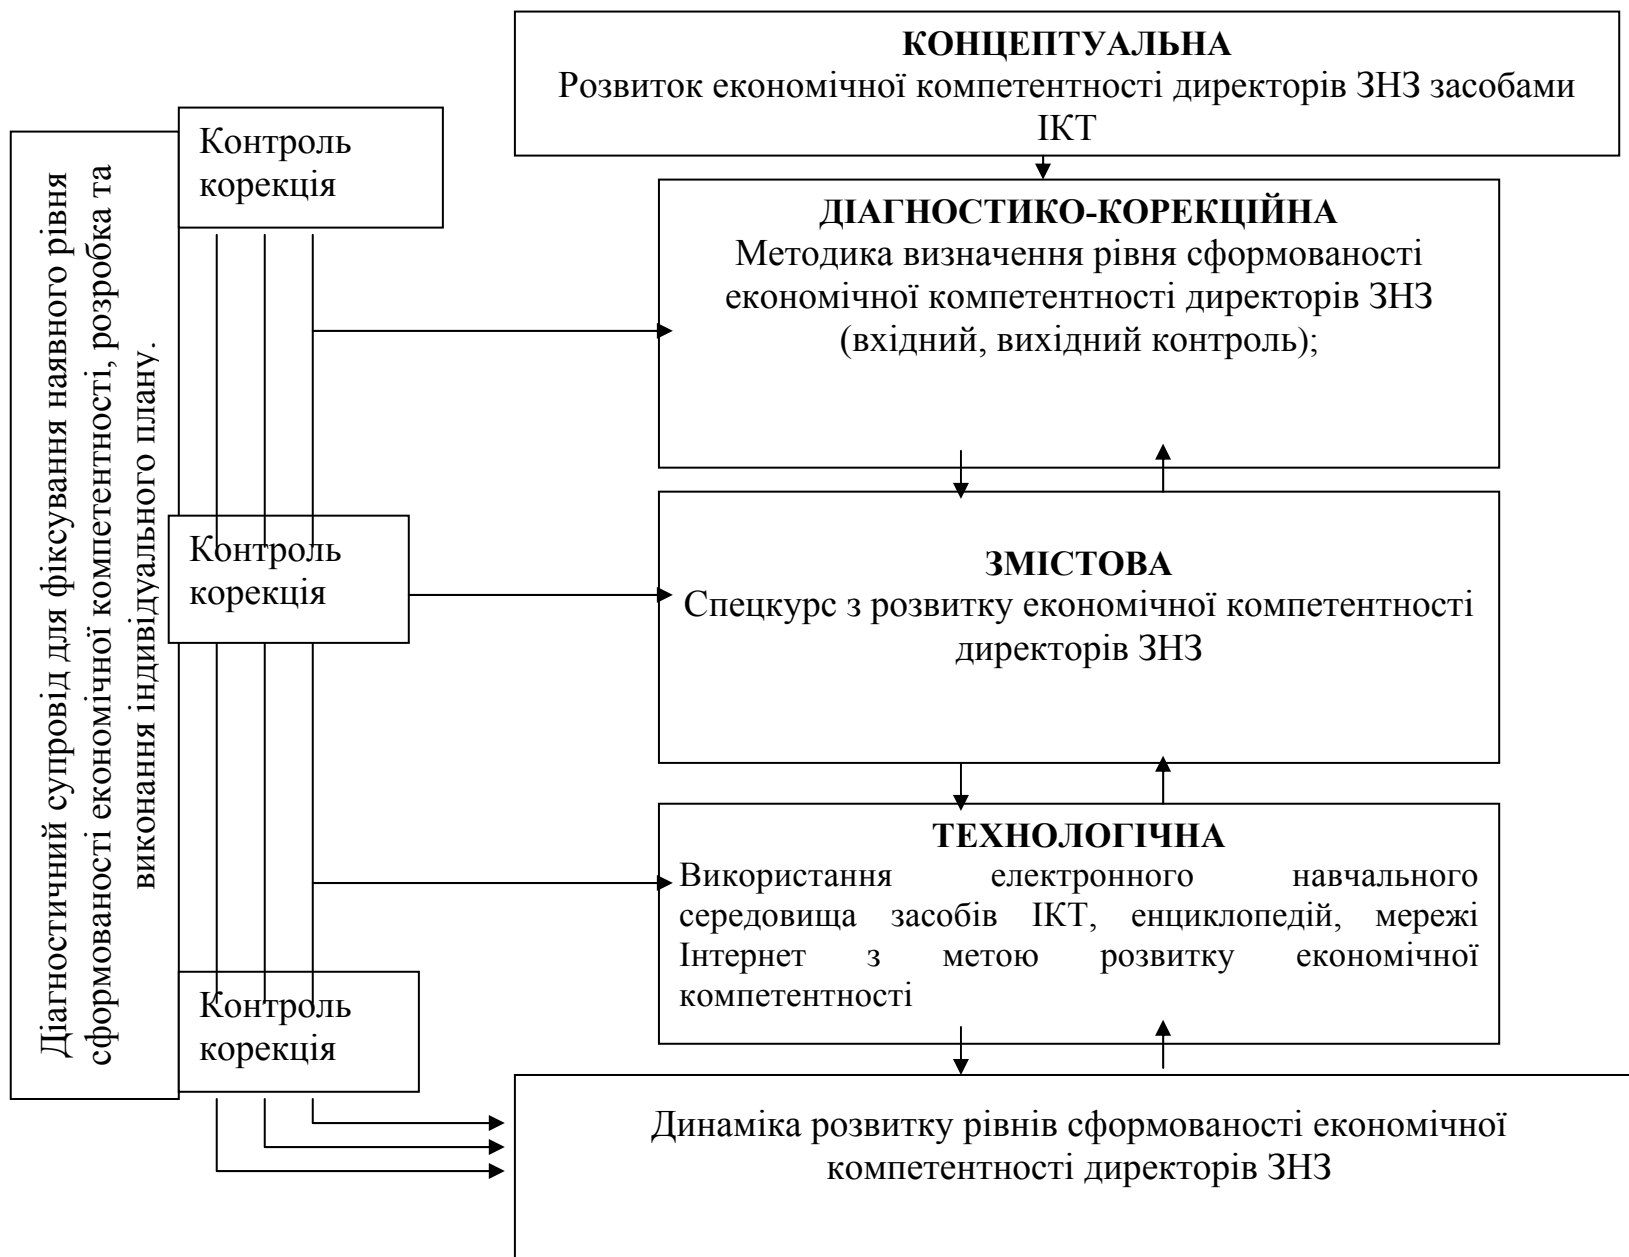 КОНЦЕПТУАЛЬНА
Розвиток економічної компетентності директорів ЗНЗ засобами
ІКТ
Діагностичний супровід для фіксування наявного рівня
сформованості економічної компетентності, розробка та
виконання індивідуального плану.
Контроль
корекція
ДІАГНОСТИКО-КОРЕКЦІЙНА
Методика визначення рівня сформованості
економічної компетентності директорів ЗНЗ
(вхідний, вихідний контроль);
Контроль
корекція
ЗМІСТОВА
Спецкурс з розвитку економічної компетентності
директорів ЗНЗ
ТЕХНОЛОГІЧНА
Використання електронного навчального
середовища засобів ІКТ, енциклопедій, мережі
Інтернет з метою розвитку економічної
компетентності
Контроль
корекція
Динаміка розвитку рівнів сформованості економічної
компетентності директорів ЗНЗ